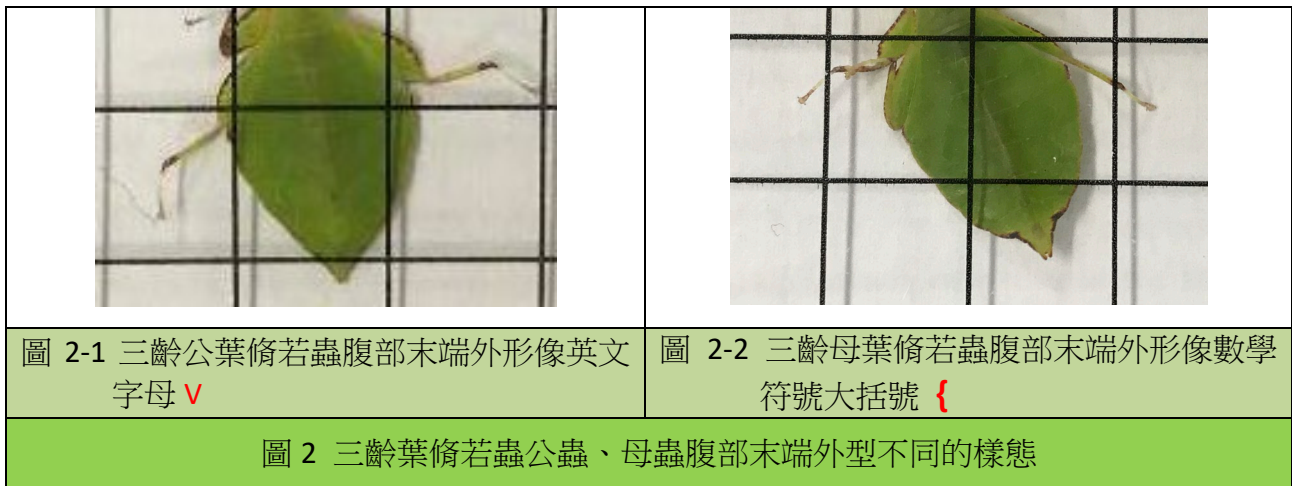 圖 2-1 三齡公葉脩若蟲腹部末端外形像英文
字母 V
圖 2-2 三齡母葉脩若蟲腹部末端外形像數學
符號大括號 {
圖 2 三齡葉脩若蟲公蟲、母蟲腹部末端外型不同的樣態